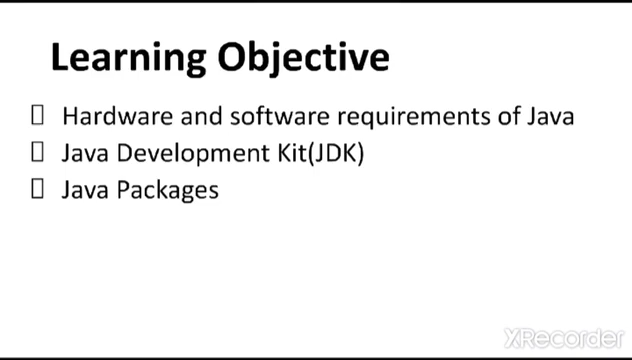 Learning Objective
Hardware and software requirements of Java
Java Development Kit(JDK)
Java Packages
XRecorder